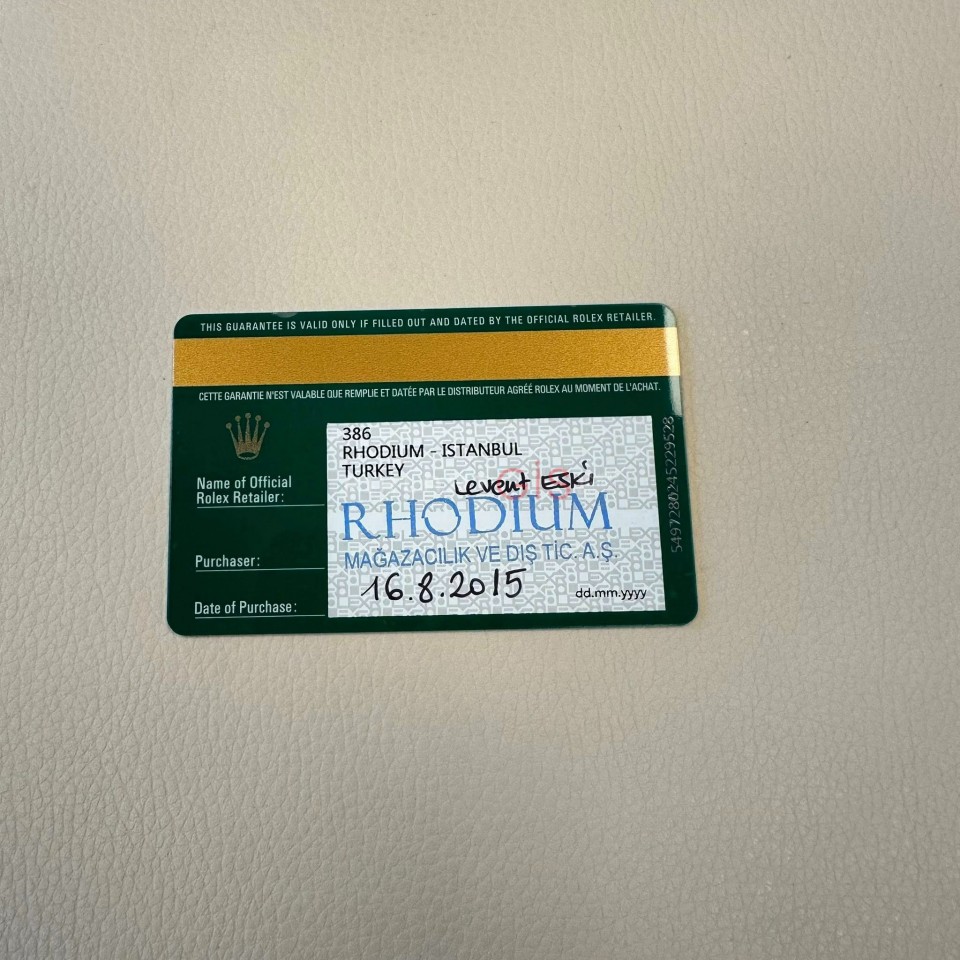 THIS GUARANTEE IS VALID ONLY IF FILLED OUT AND DATED BY THE OFFICIAL ROLEX RETAILER.
CETTE GARANTIE N'EST VALABLE QUE REMPLIE ET DATÉE PAR LE DISTRIBUTEUR AGRÉÉ ROLEX AU MOMENT DE L'ACHAT.
386
RHODIUM - ISTANBUL
TURKEY
Name of Official
Rolex Retailer:
Levent Eski
RHODIUM
MAĞAZACILIK VE DIŞ TİC. A.Ş.
Purchaser:
Date of Purchase:
16.8.2015
dd.mm.yyyy